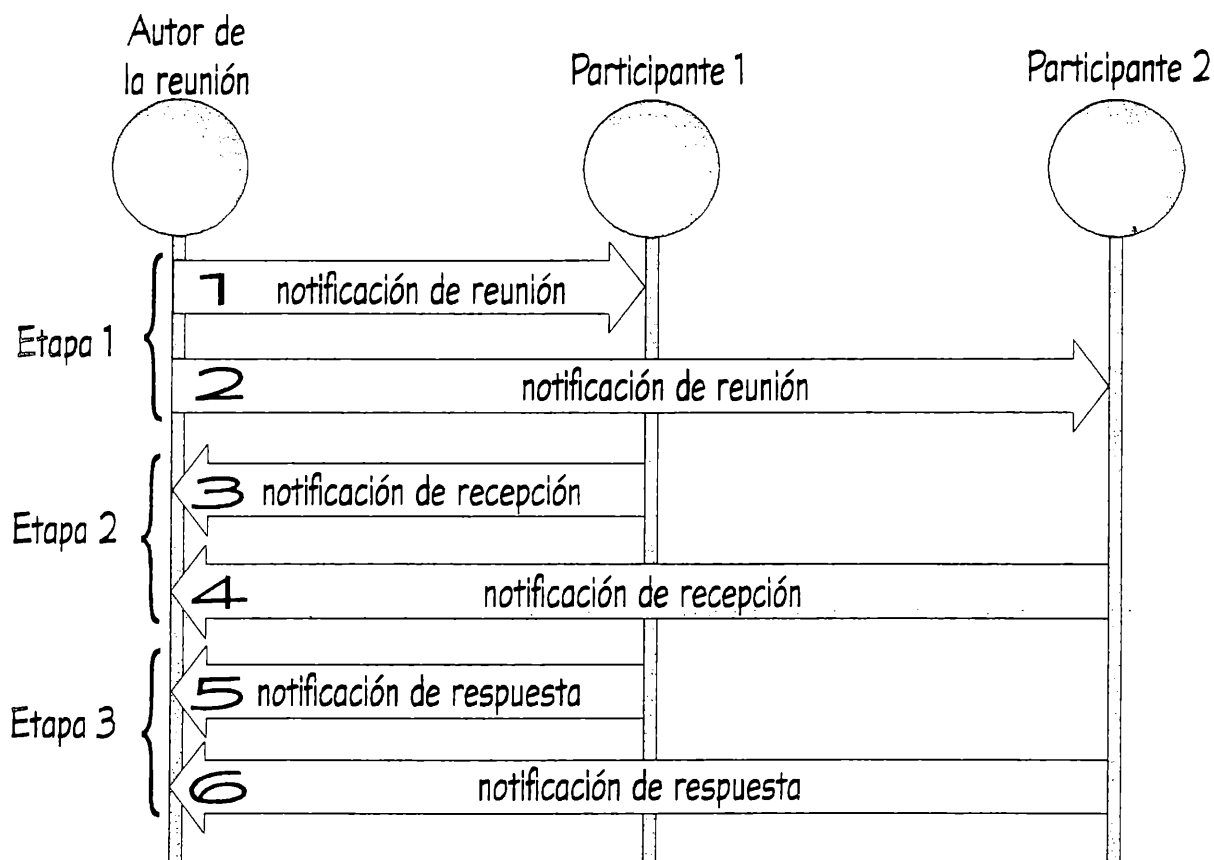 Autor de
la reunión
Participante 1
Participante 2
Etapa 1
1 notificación de reunión
2 notificación de reunión
Etapa 2
3 notificación de recepción
4 notificación de recepción
Etapa 3
5 notificación de respuesta
6 notificación de respuesta